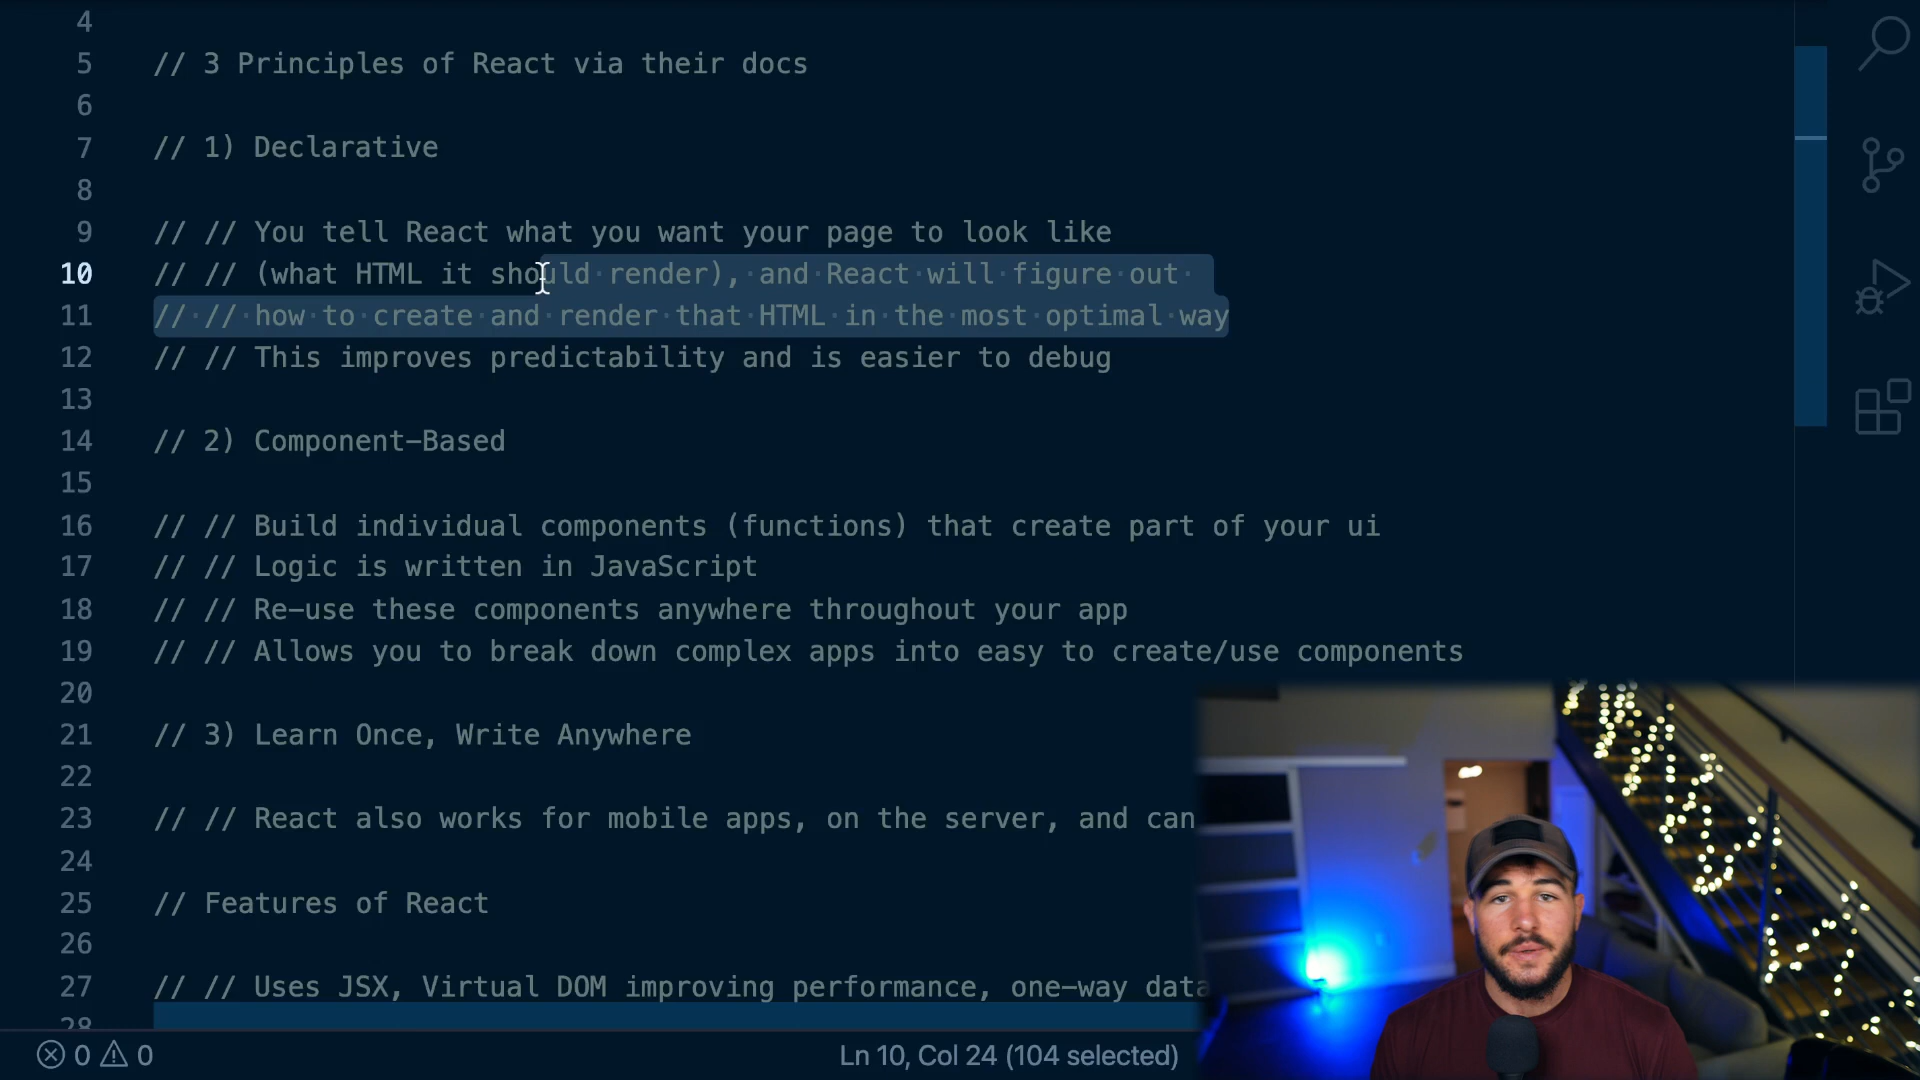 4
5 // 3 Principles of React via their docs
6
7 // 1) Declarative
8
9 // // You tell React what you want your page to look like
10 // // (what HTML it should render), and React will figure out
11 // // how to create and render that HTML in the most optimal way
12 // // This improves predictability and is easier to debug
13
14 // 2) Component-Based
15
16 // // Build individual components (functions) that create part of your ui
17 // // Logic is written in JavaScript
18 // // Re-use these components anywhere throughout your app
19 // // Allows you to break down complex apps into easy to create/use components
20
21 // 3) Learn Once, Write Anywhere
22
23 // // React also works for mobile apps, on the server, and can
24
25 // Features of React
26
27 // // Uses JSX, Virtual DOM improving performance, one-way data
28
0 0 Ln 10, Col 24 (104 selected)